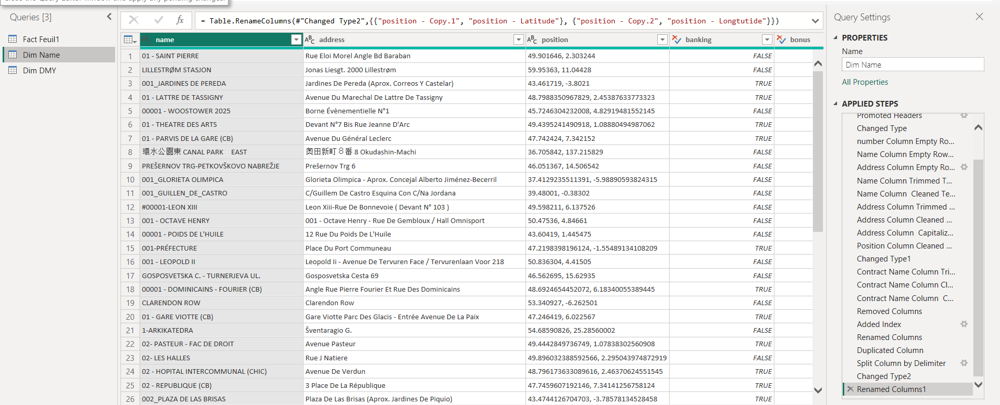 Close the Query Editor window and apply any pending changes.
Queries [3]
Fact Feuil1
Dim Name
Dim DMY
fx
= Table.RenameColumns(#"Changed Type2",{{"position - Copy.1", "position - Latitude"}, {"position - Copy.2", "position - Longtutide"}})
name ABC address ABC position banking bonus
1 01 - SAINT PIERRE Rue Eloi Morel Angle Bd Baraban 49.901646, 2.303244 FALSE
2 LILLESTRØM STASJON Jonas Liesgt. 2000 Lillestrøm 59.95363, 11.04428 FALSE
3 001_JARDINES DE PEREDA Jardines De Pereda (Aprox. Correos Y Castelar) 43.461719, -3.8021 TRUE
4 01 - LATTRE DE TASSIGNY Avenue Du Marechal De Lattre De Tassigny 48.7988350967829, 2.45387633773323 TRUE
5 00001 - WOOSTOWER 2025 Borne Évènementielle N°1 45.7246304232008, 4.82919481552145 FALSE
6 01 - THEATRE DES ARTS Devant N°7 Bis Rue Jeanne D'Arc 49.4395241490918, 1.08880494987062 TRUE
7 01 - PARVIS DE LA GARE (CB) Avenue Du Général Leclerc 47.742424, 7.342152 TRUE
8 環水公園東 CANAL PARK　EAST 奥田新町８番 8 Okudashin-Machi 36.705842, 137.215829 FALSE
9 PREŠERNOV TRG-PETKOVŠKOVO NABREŽJE Prešernov Trg 6 46.051367, 14.506542 FALSE
10 001_GLORIETA OLIMPICA Glorieta Olimpica - Aprox. Concejal Alberto Jiménez-Becerril 37.4129235511391, -5.98890593824315 FALSE
11 001_GUILLEN_DE_CASTRO C/Guillem De Castro Esquina Con C/Na Jordana 39.48001, -0.38302 FALSE
12 #00001-LEON XIII Leon Xiii-Rue De Bonnevoie ( Devant N° 103 ) 49.598211, 6.137526 FALSE
13 001 - OCTAVE HENRY 001 - Octave Henry - Rue De Gembloux / Hall Omnisport 50.47536, 4.84661 FALSE
14 00001 - POIDS DE L'HUILE 12 Rue Du Poids De L'Huile 43.60419, 1.445475 FALSE
15 001-PRÉFECTURE Place Du Port Communeau 47.2198398196124, -1.55489134108209 TRUE
16 001 - LEOPOLD II Leopold Ii - Avenue De Tervuren Face / Tervurenlaan Voor 218 50.836304, 4.41505 FALSE
17 GOSPOSVETSKA C. - TURNERJEVA UL. Gosposvetska Cesta 69 46.562695, 15.62935 FALSE
18 00001 - DOMINICAINS - FOURIER (CB) Angle Rue Pierre Fourier Et Rue Des Dominicains 48.6924654452072, 6.18340055389445 TRUE
19 CLARENDON ROW Clarendon Row 53.340927, -6.262501 FALSE
20 01 - GARE VIOTTE (CB) Gare Viotte Parc Des Glacis - Entrée Avenue De La Paix 47.246419, 6.022567 TRUE
21 1-ARKIKATEDRA Šventaragio G. 54.68590826, 25.28560002 FALSE
22 02- PASTEUR - FAC DE DROIT Avenue Pasteur 49.4442849736749, 1.07838302560908 TRUE
23 02- LES HALLES Rue J Natiere 49.896032388592566, 2.295043974872919 FALSE
24 02 - HOPITAL INTERCOMMUNAL (CHIC) Avenue De Verdun 48.796173633089616, 2.46370624551545 TRUE
25 02 - REPUBLIQUE (CB) 3 Place De La République 47.7459607192146, 7.34141256758124 TRUE
26 002_PLAZA DE LAS BRISAS Plaza De Las Brisas (Aprox. Jardines De Piquio) 43.4744126704703, -3.78578134528458 TRUE
Query Settings
PROPERTIES
Name
Dim Name
All Properties
APPLIED STEPS
Promoted Headers
Changed Type
number Column Empty Ro...
Name Column Empty Row...
Address Column Empty Ro...
Name Column Trimmed T...
Name Column  Cleaned Te...
Address Column Trimmed ...
Address Column Cleaned ...
Address Column  Capitaliz...
Position Column Cleaned ...
Changed Type1
Contract Name Column Tri...
Contract Name Column Cl...
Contract Name Column  C...
Removed Columns
Added Index
Renamed Columns
Duplicated Column
Split Column by Delimiter
Changed Type2
Renamed Columns1